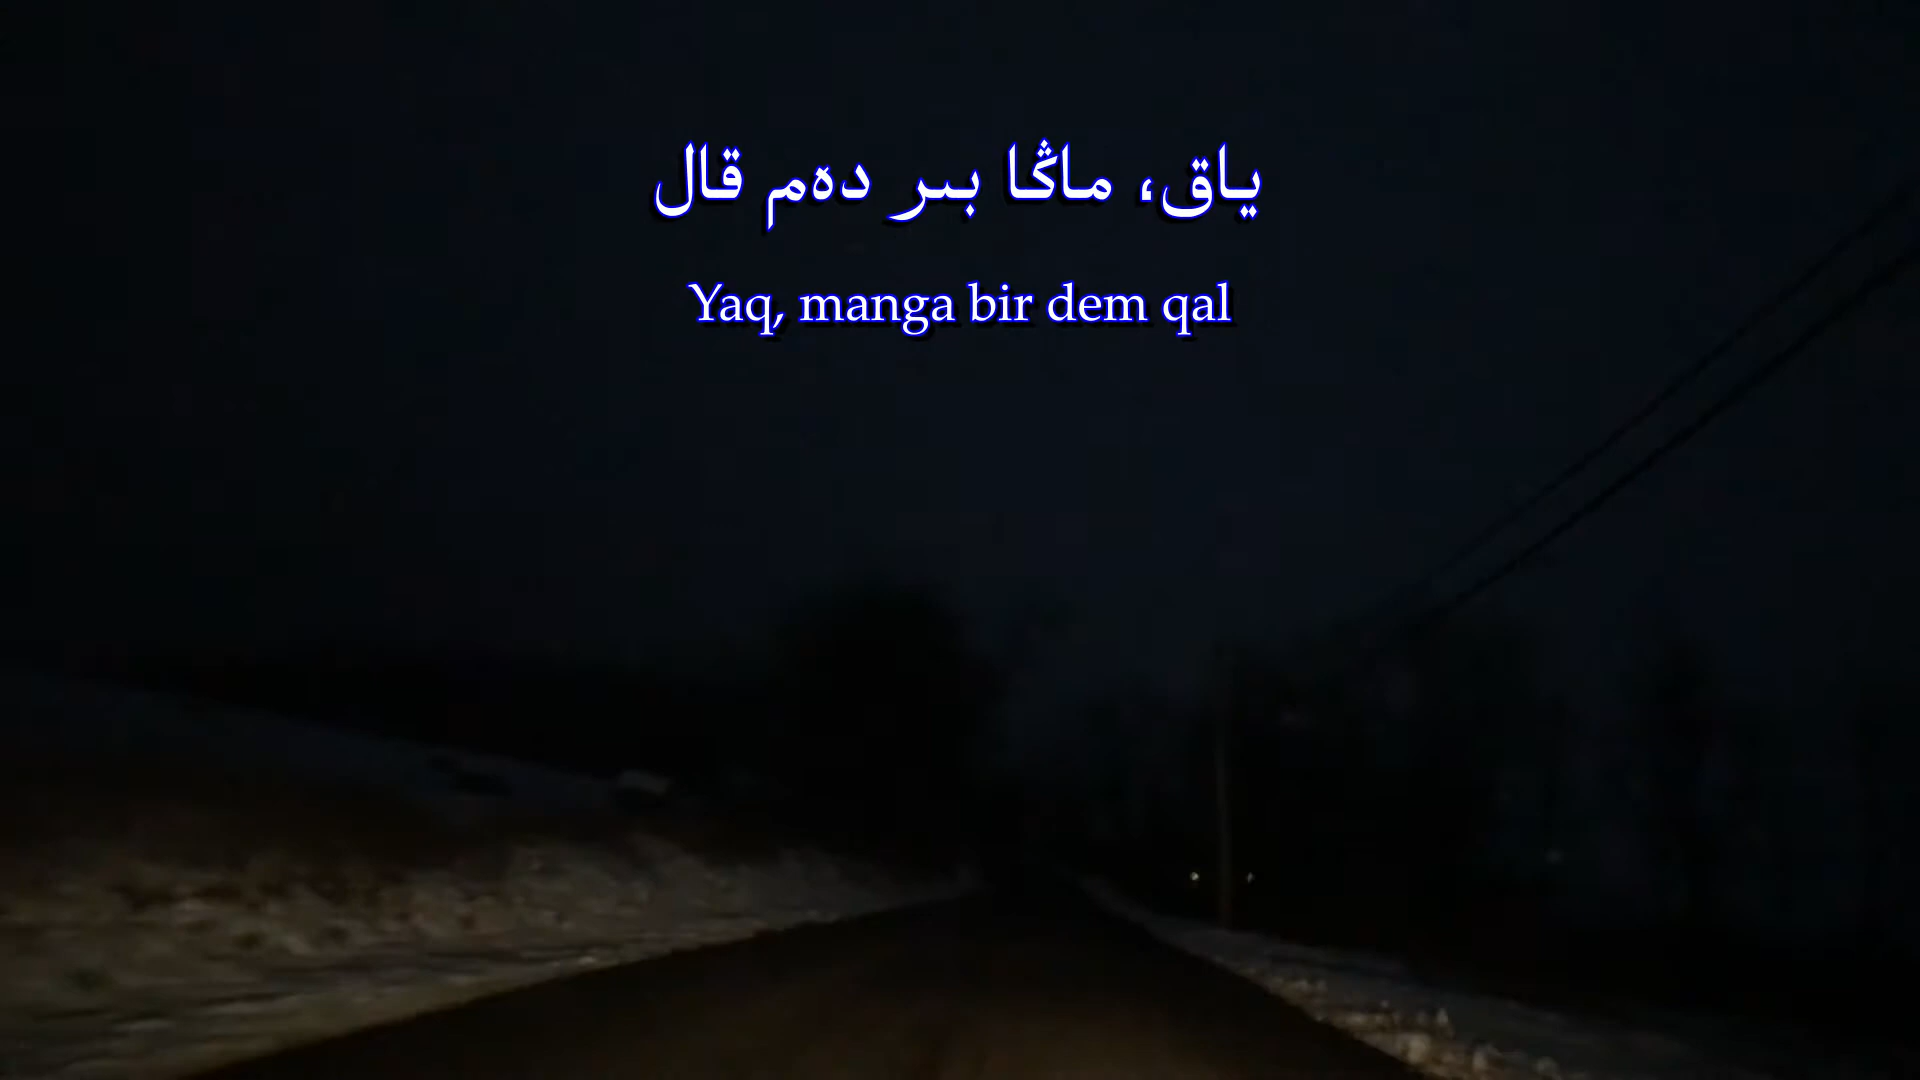 ياق، ماڭا بىر دەم قال
Yaq, manga bir dem qal